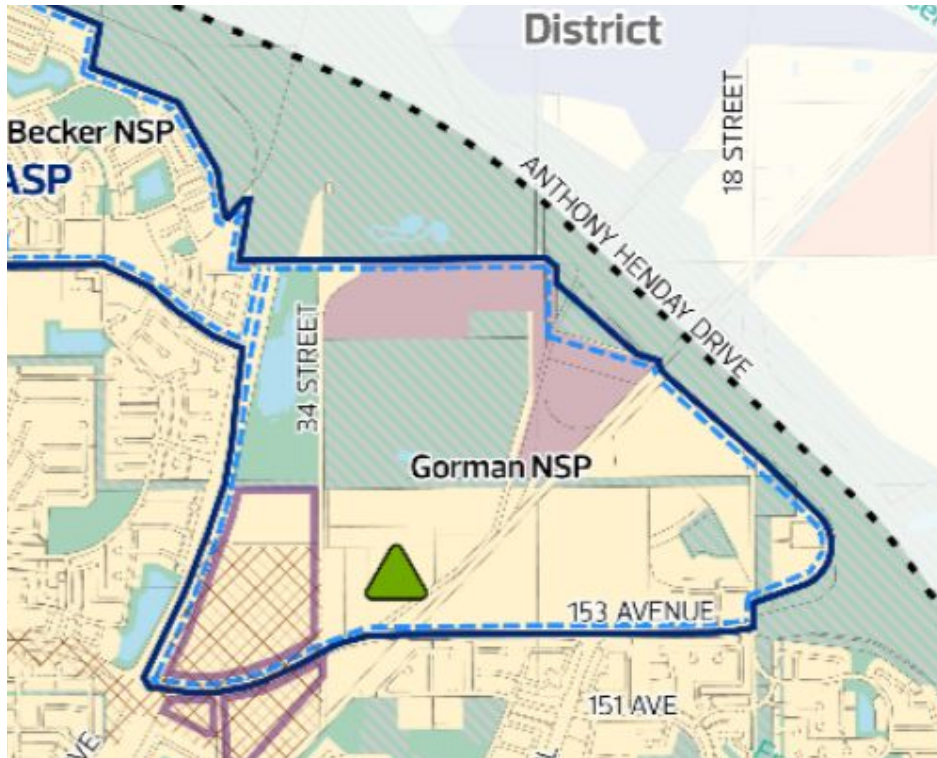 District
Becker NSP
ASP
18 STREET
ANTHONY HENDAY DRIVE
34 STREET
Gorman NSP
153 AVENUE
151 AVE